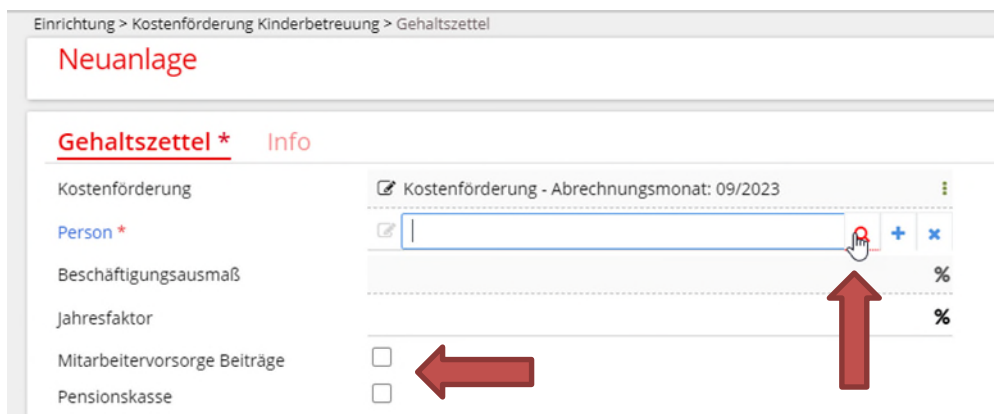 Einrichtung > Kostenförderung Kinderbetreuung > Gehaltszettel
Neuanlage
Gehaltszettel * Info
Kostenförderung Kostenförderung - Abrechnungsmonat: 09/2023
Person *
Beschäftigungsausmaß %
Jahresfaktor %
Mitarbeitervorsorge Beiträge
Pensionskasse